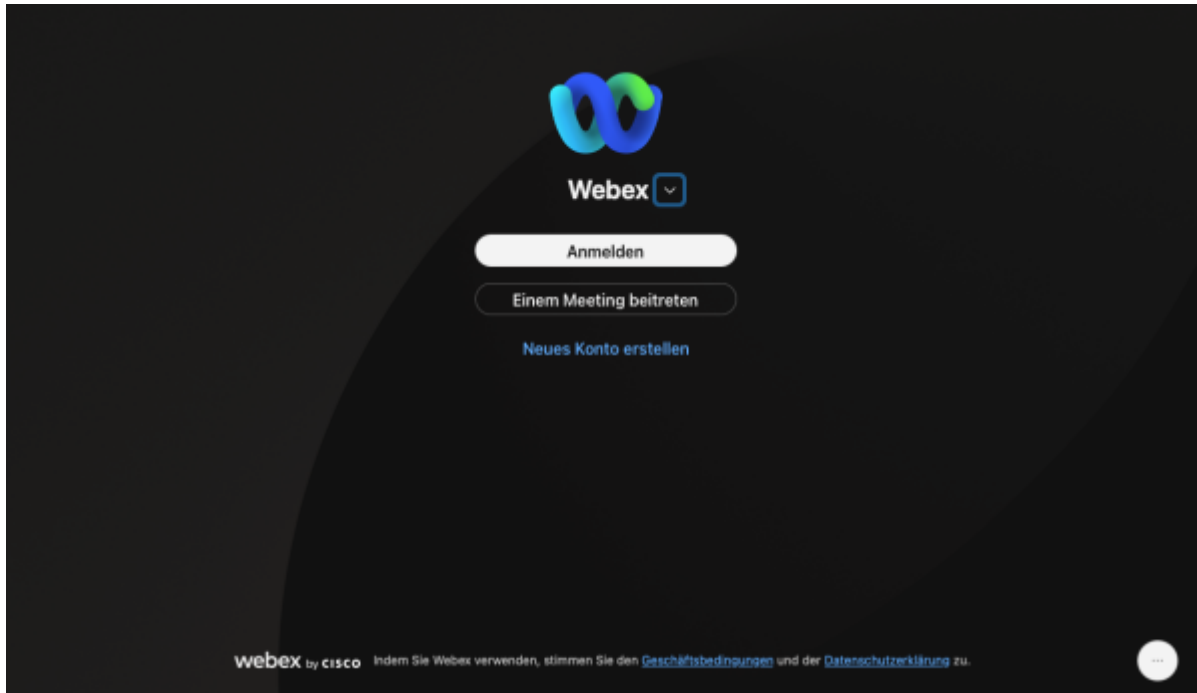 Webex
Anmelden
Einem Meeting beitreten
Neues Konto erstellen
webex by CISCO Indem Sie Webex verwenden, stimmen Sie den Geschäftsbedingungen und der Datenschutzerklärung zu.